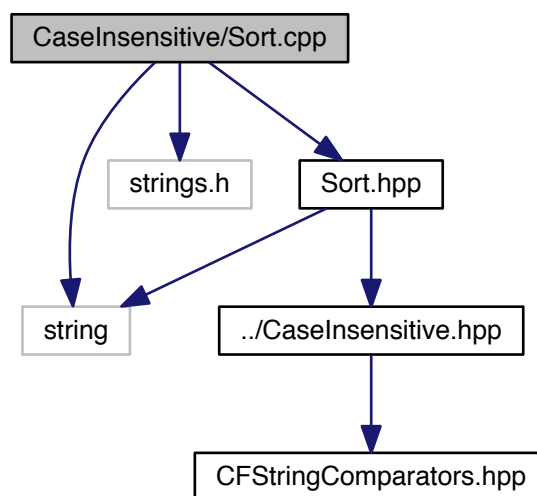 CaseInsensitive/Sort.cpp
strings.h
Sort.hpp
string
../CaseInsensitive.hpp
CFStringComparators.hpp